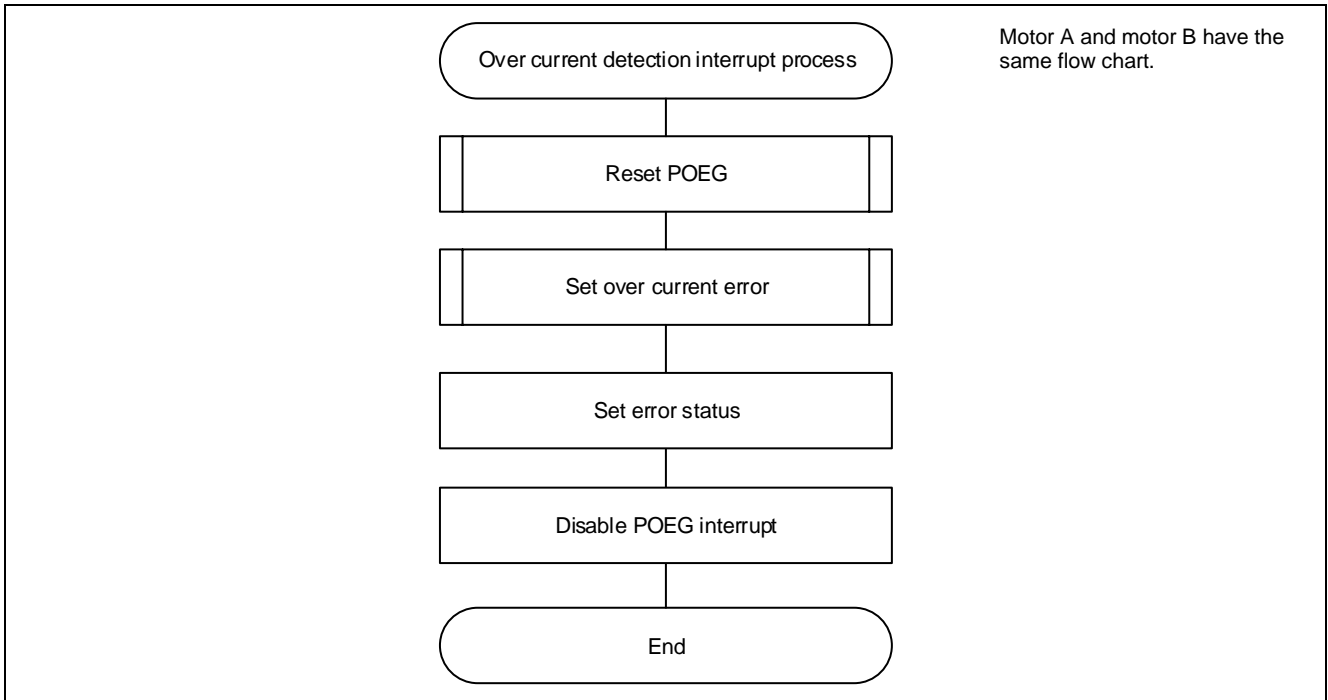 Over current detection interrupt process
Motor A and motor B have the
same flow chart.
Reset POEG
Set over current error
Set error status
Disable POEG interrupt
End